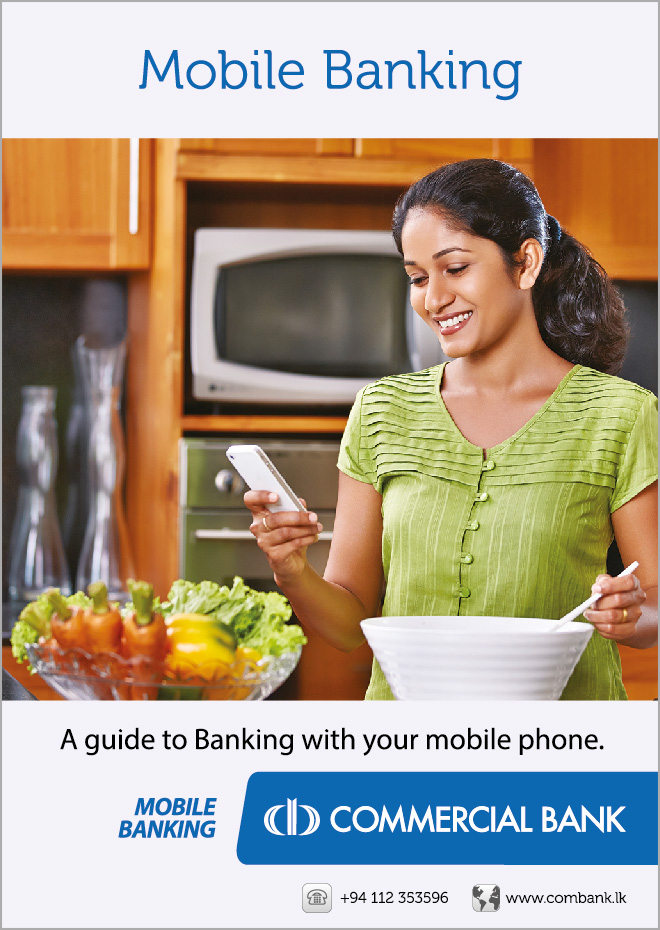 Mobile Banking
A guide to Banking with your mobile phone.
MOBILE
BANKING
COMMERCIAL BANK
+94 112 353596
www.combank.lk